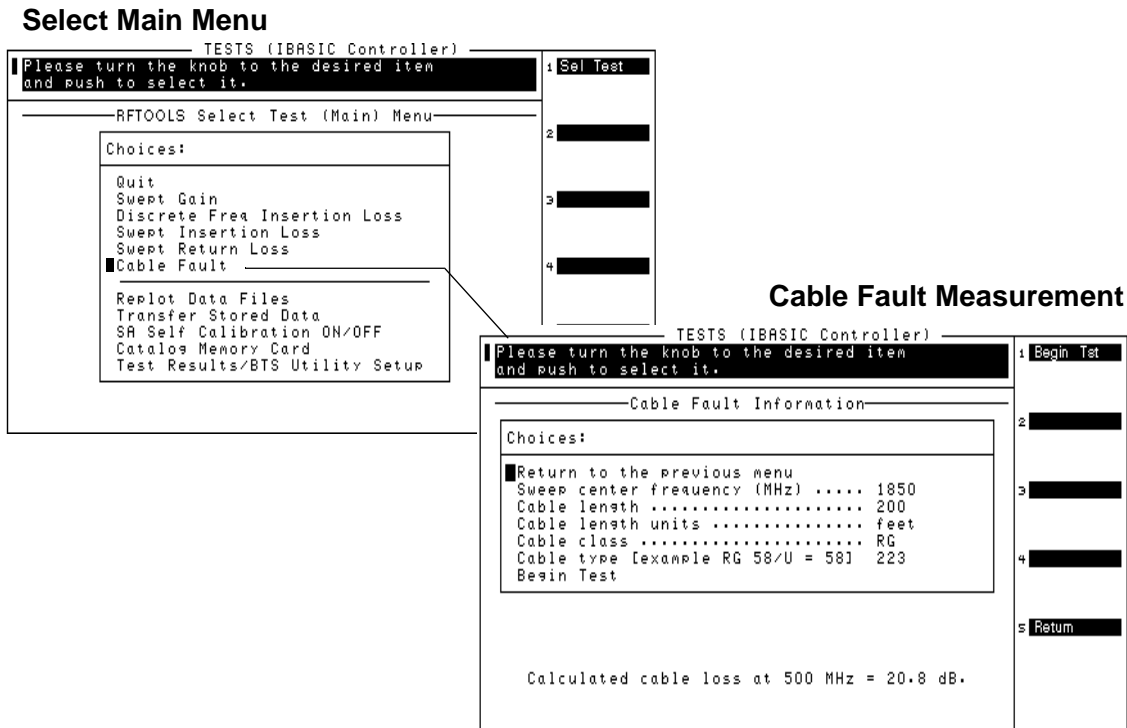 Select Main Menu
TESTS (IBASIC Controller)
Please turn the knob to the desired item
and push to select it.
1 Sel Test
RFTOOLS Select Test (Main) Menu
2
Choices:
Quit
Swept Gain
3
Discrete Freq Insertion Loss
Swept Insertion Loss
Swept Return Loss
Cable Fault
4
Replot Data Files
Transfer Stored Data
SA Self Calibration ON/OFF
Catalog Memory Card
Test Results/BTS Utility Setup
Cable Fault Measurement
TESTS (IBASIC Controller)
Please turn the knob to the desired item
and push to select it.
1 Begin Tst
Cable Fault Information
2
Choices:
Return to the previous menu
Sweep center frequency (MHz) ..... 1850
3
Cable length ...................... 200
Cable length units ............... feet
Cable class ....................... RG
Cable type [example RG 58/U = 58] 223
4
Begin Test
5 Return
Calculated cable loss at 500 MHz = 20.8 dB.